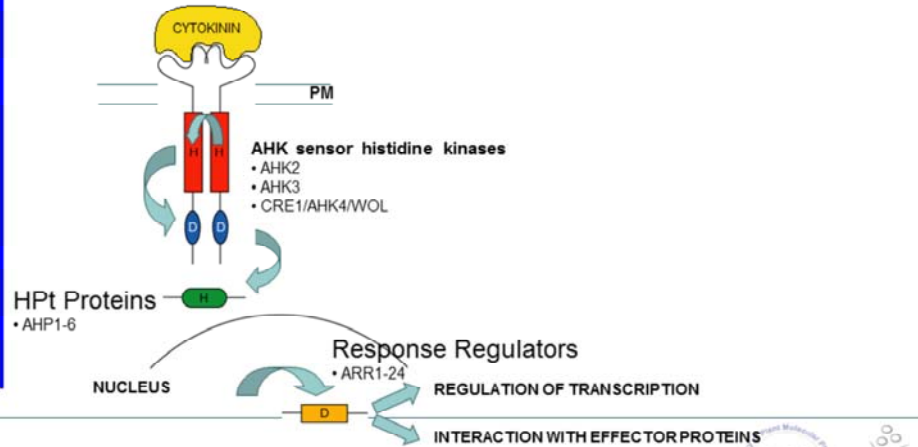 CYTOKININ
PM
H H
AHK sensor histidine kinases
• AHK2
• AHK3
• CRE1/AHK4/WOL
D D
HPt Proteins
H
• AHP1-6
Response Regulators
• ARR1-24
NUCLEUS
REGULATION OF TRANSCRIPTION
D
INTERACTION WITH EFFECTOR PROTEINS